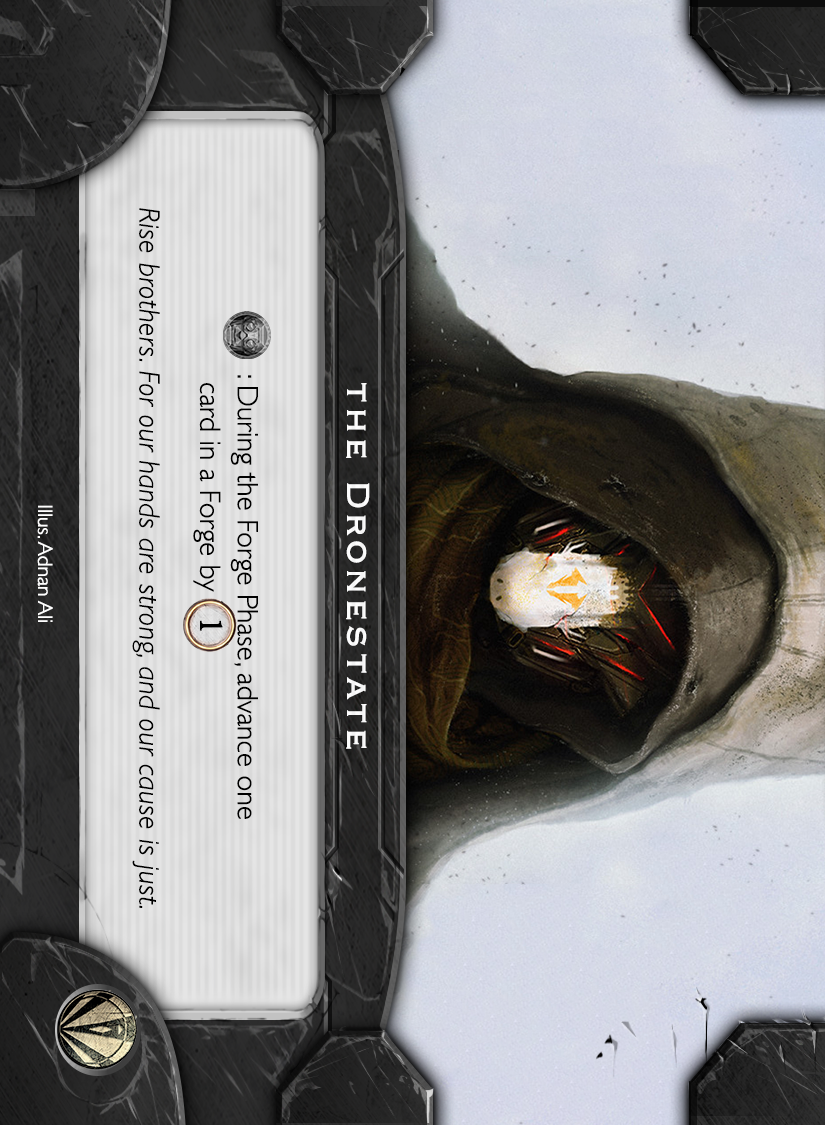 THE DRONESTATE
: During the Forge Phase, advance one
card in a Forge by 1
Rise brothers. For our hands are strong, and our cause is just.
Illus. Adnan Ali